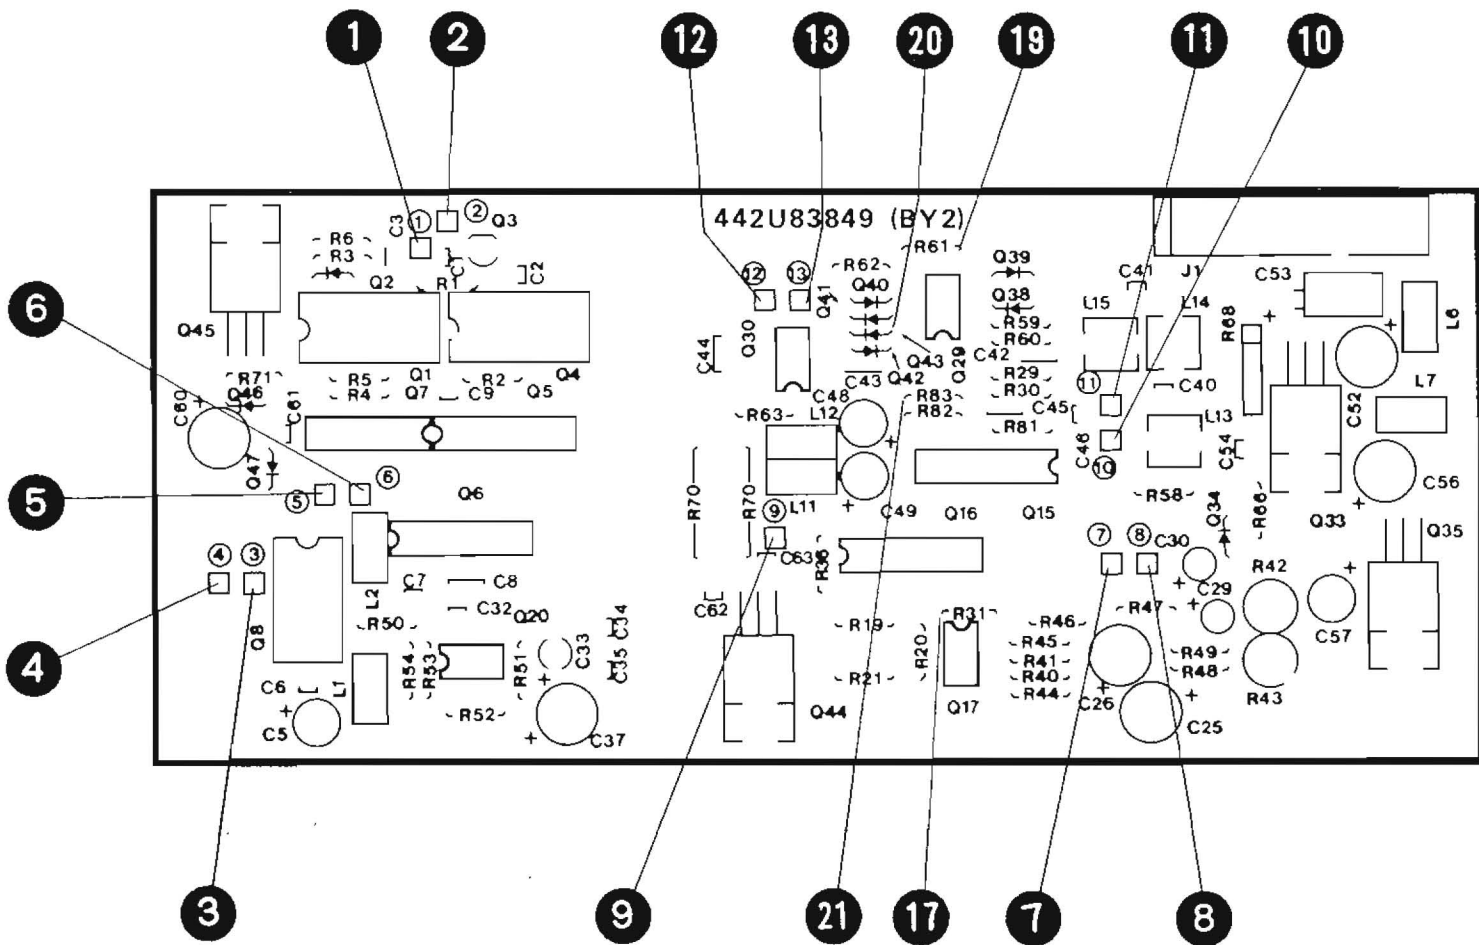 1 2 12 13 20 19 11 10
442U83849 (BY2)
① ② Q3
C3
R6
R3
Q2
C2
R1
R61
⑫ ⑬
R62
Q40
Q41
Q39
Q38
C41 J1
C53
L15 L14
6
Q45
Q30
C44
R59
R60
C42
R68
L6
Q1 Q4
R71 R5 R2
R4 Q7 C9 Q5
Q46
C60 C61
C43 Q42 Q43 Q29
R29
R30
⑪ C40
L7
C48
R63 L12
R83
R82
C45
R81
L13
C46
⑩
C54
C52
Q47
⑤ ⑥
Q6
R70 R70
L11
C49 Q16 Q15
R58
Q34
R66
Q33
C56
Q35
5
④ ③
⑨
C63
R36
⑦ ⑧ C30
C29
R42
L2
C7 C8
C32
C62
R50
Q20
C34
Q8
R54 R53 R51
C33
C35
R19 R20
R31
R46
R47
R45
R41
R40
R44
R49
R48
C57
4
R21
C6 L1
C5
R52
C37
Q44
Q17
C26
C25
R43
3 9 21 17 7 8